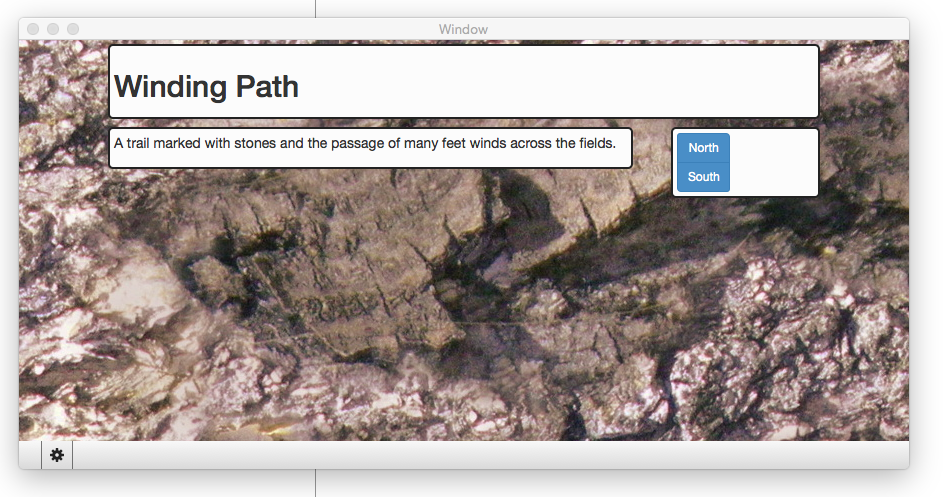 Window
Winding Path
A trail marked with stones and the passage of many feet winds across the fields.
North
South